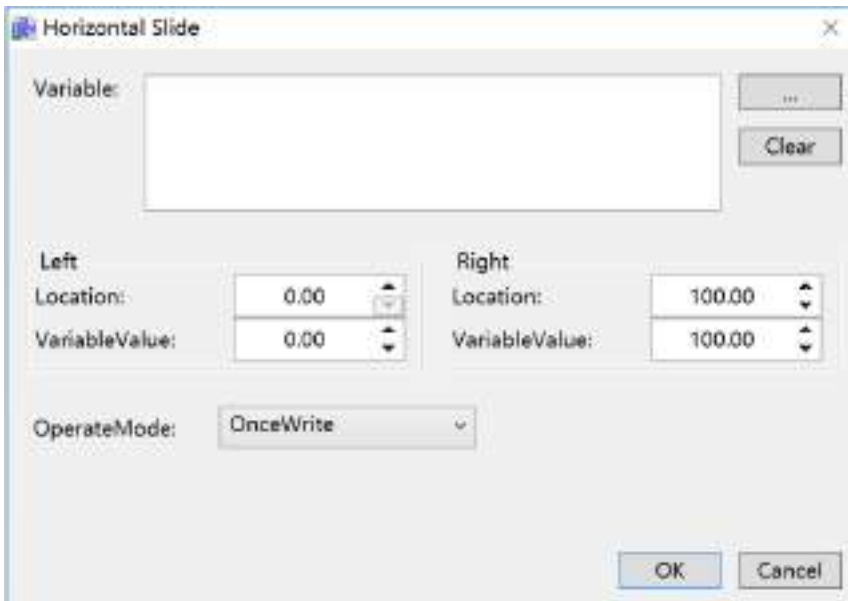 Horizontal Slide
Variable:
...
Clear
Left
Right
Location: 0.00
Location: 100.00
VariableValue: 0.00
VariableValue: 100.00
OperateMode: OnceWrite
OK Cancel